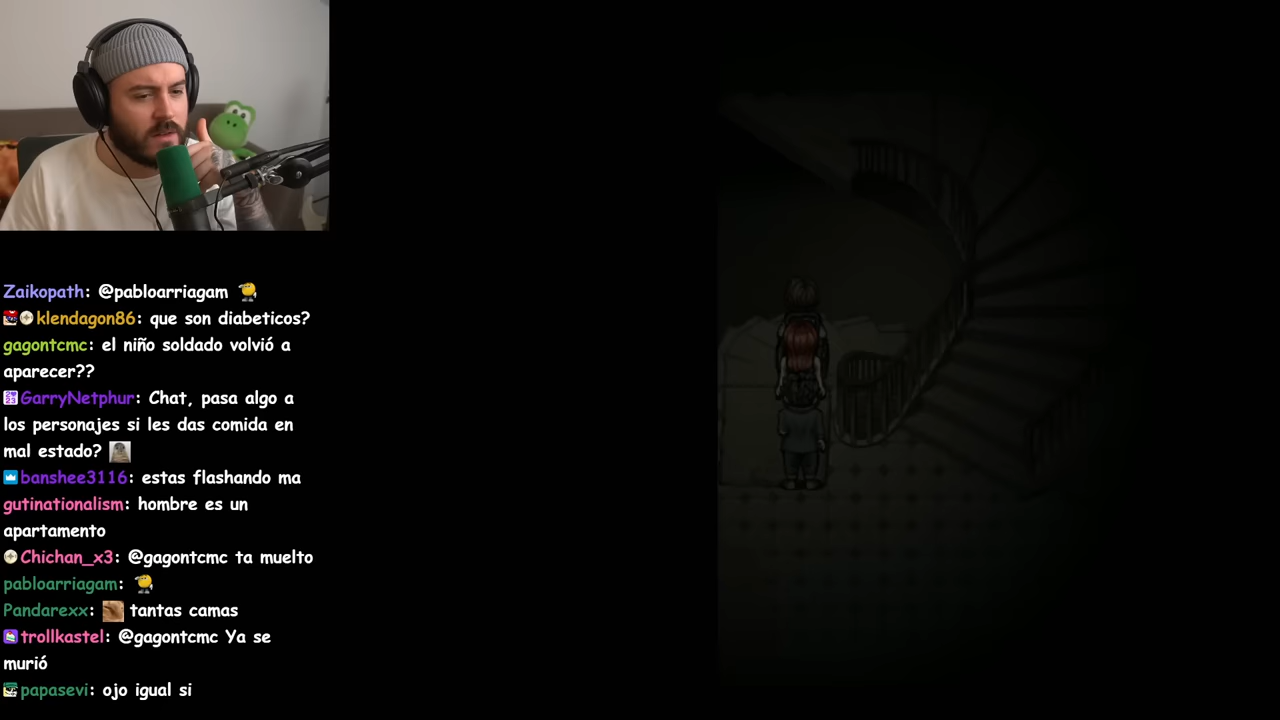 Zaikopath: @pabloarriagam
klendagon86: que son diabeticos?
gagontcmc: el niño soldado volvió a
aparecer??
GarryNetphur: Chat, pasa algo a
los personajes si les das comida en
mal estado?
banshee3116: estas flashando ma
gutinationalism: hombre es un
apartamento
Chichan_x3: @gagontcmc ta muelto
pabloarriagam:
Pandarexx: tantas camas
trollkastel: @gagontcmc Ya se
murió
papasevi: ojo igual si